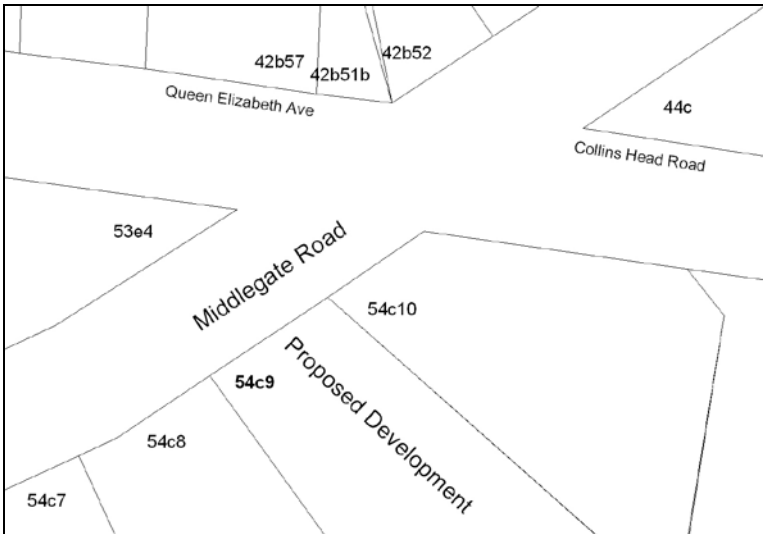 42b52
42b57
42b51b
Queen Elizabeth Ave
44c
Collins Head Road
53e4
Middlegate Road
54c10
54c9
Proposed Development
54c8
54c7